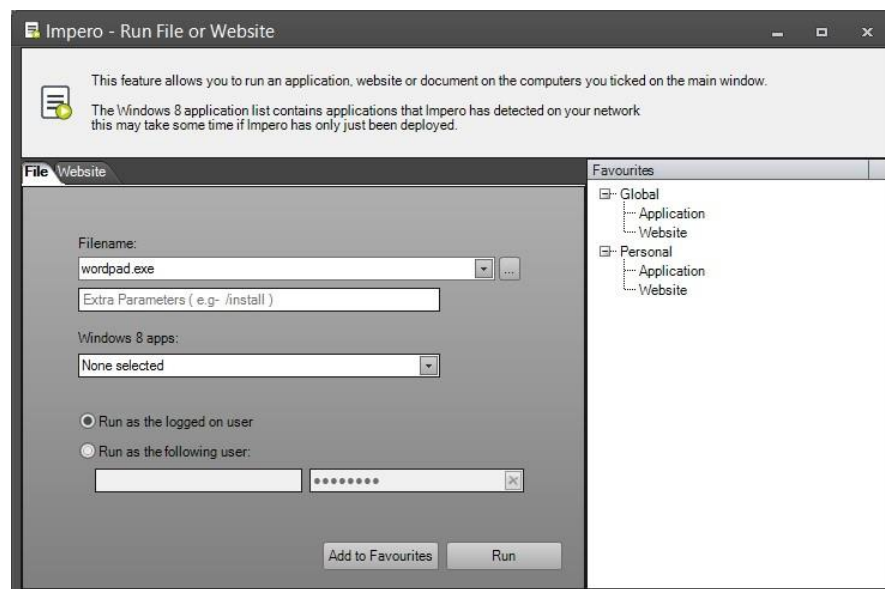 Impero - Run File or Website
This feature allows you to run an application, website or document on the computers you ticked on the main window.
The Windows 8 application list contains applications that Impero has detected on your network
this may take some time if Impero has only just been deployed.
File Website
Filename:
wordpad.exe
...
Extra Parameters ( e.g- /install )
Windows 8 apps:
None selected
Run as the logged on user
Run as the following user:
Add to Favourites
Run
Favourites
Global
Application
Website
Personal
Application
Website